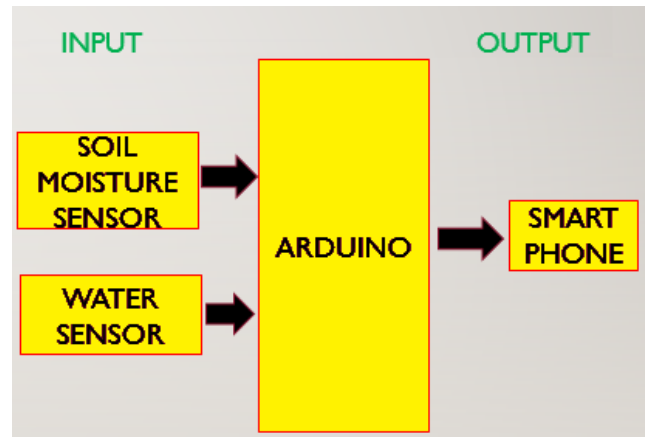 INPUT
OUTPUT
SOIL
MOISTURE
SENSOR
WATER
SENSOR
ARDUINO
SMART
PHONE